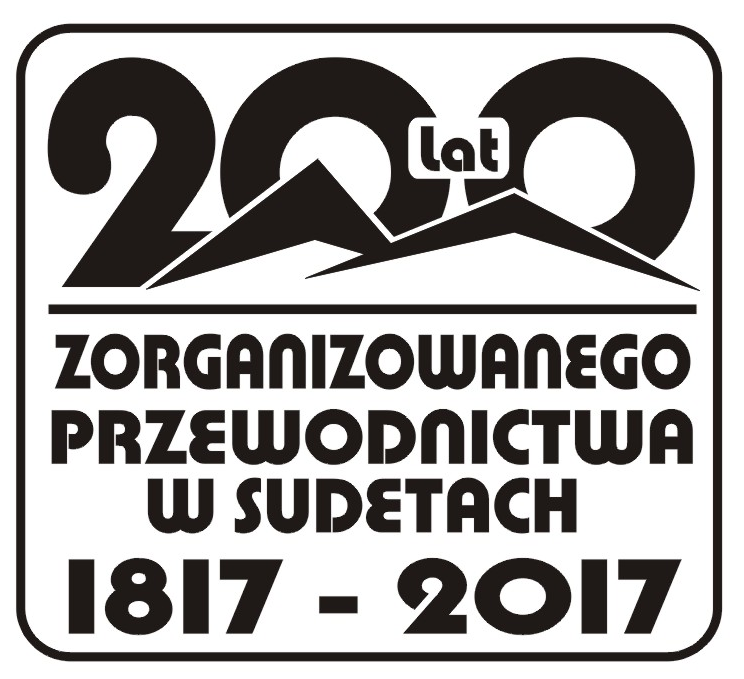 200 lat
ZORGANIZOWANEGO
PRZEWODNICTWA
W SUDETACH
1817 - 2017